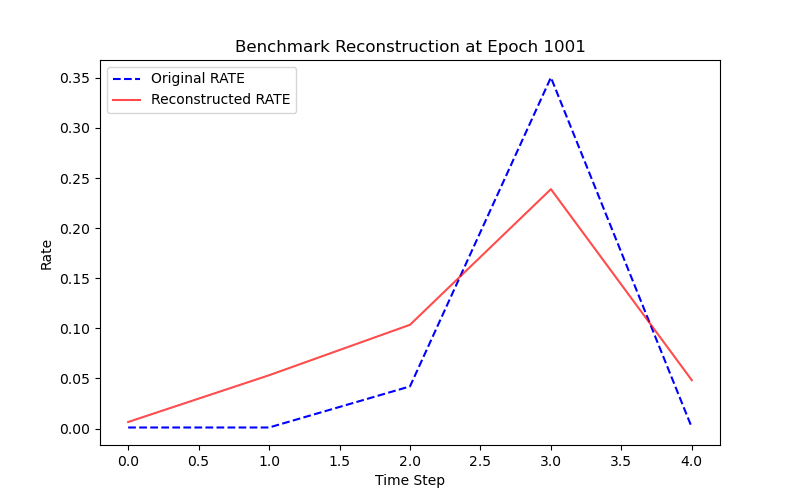 Benchmark Reconstruction at Epoch 1001
Original RATE
Reconstructed RATE
0.35
0.30
0.25
0.20
0.15
0.10
0.05
0.00
Rate
0.0 0.5 1.0 1.5 2.0 2.5 3.0 3.5 4.0
Time Step